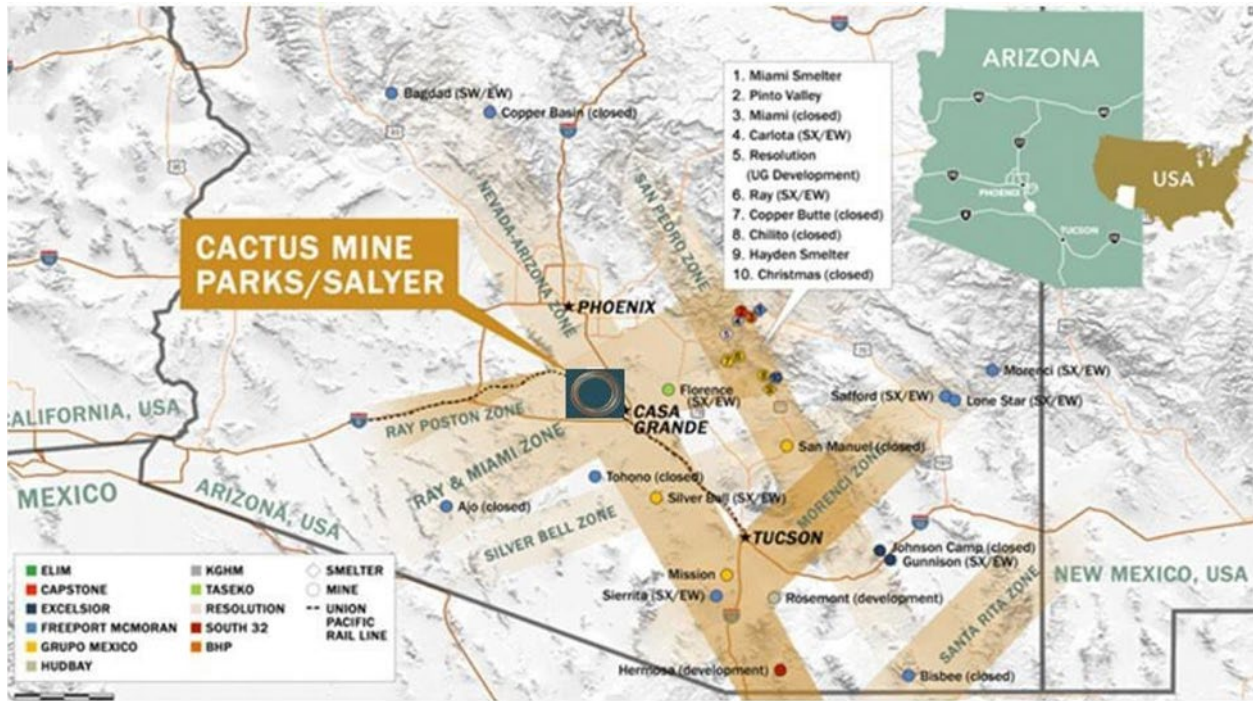 Bagdad (SW/EW)
Copper Basin (closed)
NEVADA-ARIZONA ZONE
SAN PEDRO ZONE
1. Miami Smelter
2. Pinto Valley
3. Miami (closed)
4. Carlota (SX/EW)
5. Resolution
(UG Development)
6. Ray (SX/EW)
7. Copper Butte (closed)
8. Chilito (closed)
9. Hayden Smelter
10. Christmas (closed)
ARIZONA
PHOENIX
TUCSON
USA
CACTUS MINE
PARKS/SALYER
PHOENIX
CALIFORNIA, USA
MEXICO
ARIZONA, USA
RAY POSTON ZONE
RAY & MIAMI ZONE
SILVER BELL ZONE
CASA
GRANDE
Florence
(SX/EW)
Morenci (SX/EW)
Safford (SX/EW)
Lone Star (SX/EW)
San Manuel (closed)
MORENCI ZONE
Tohono (closed)
Silver Bull (SX/EW)
Ajo (closed)
TUCSON
Johnson Camp (closed)
Gunnison (SX/EW)
NEW MEXICO, USA
Mission
Sierrita (SX/EW)
Rosemont (development)
SANTA RITA ZONE
Hermosa (development)
Bisbee (closed)
ELIM
CAPSTONE
EXCELSIOR
FREEPORT MCMORAN
GRUPO MEXICO
HUDBAY
KGHM
TASEKO
RESOLUTION
SOUTH 32
BHP
SMELTER
MINE
UNION
PACIFIC
RAIL LINE